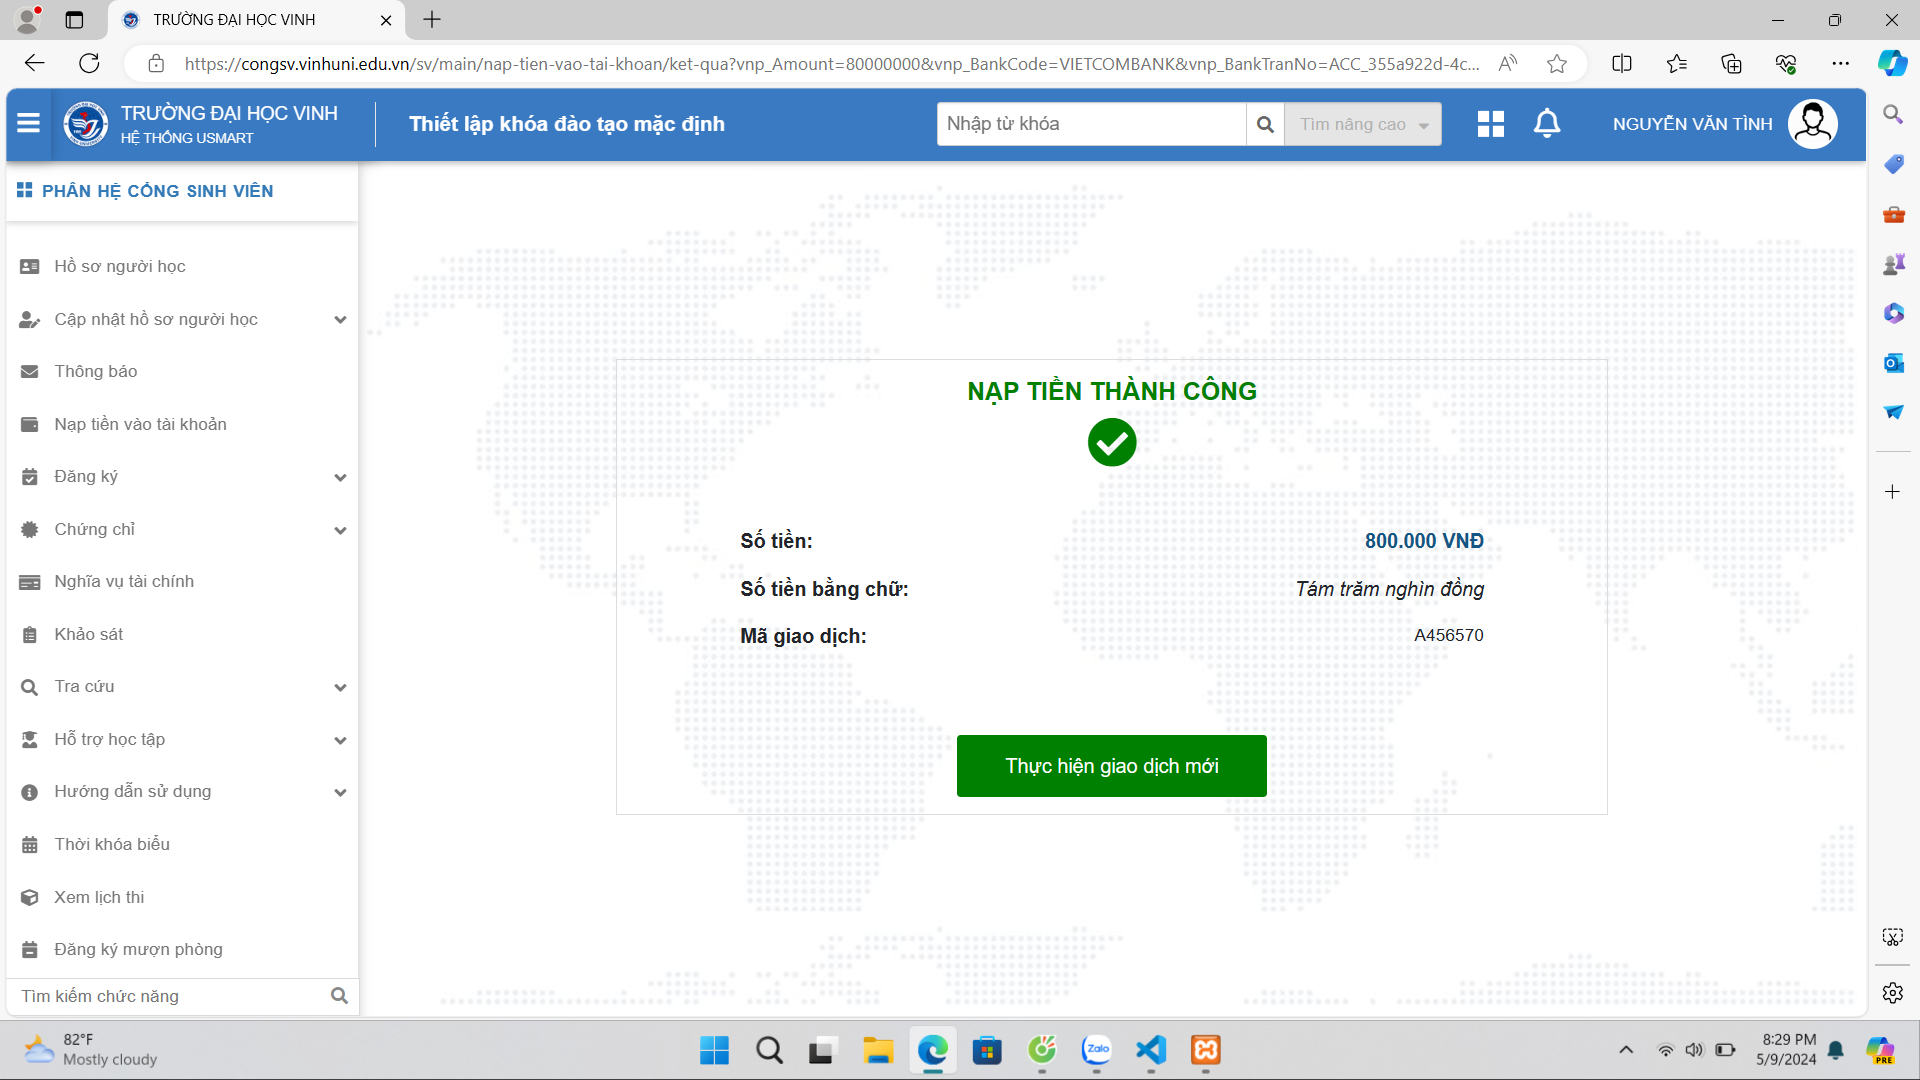 TRƯỜNG ĐẠI HỌC VINH
https://congsv.vinhuni.edu.vn/sv/main/nap-tien-vao-tai-khoan/ket-qua?vnp_Amount=80000000&vnp_BankCode=VIETCOMBANK&vnp_BankTranNo=ACC_355a922d-4c...
TRƯỜNG ĐẠI HỌC VINH
HỆ THỐNG USMART
Thiết lập khóa đào tạo mặc định
Nhập từ khóa
Tìm nâng cao
NGUYỄN VĂN TÌNH
PHÂN HỆ CỔNG SINH VIÊN
Hồ sơ người học
Cập nhật hồ sơ người học
Thông báo
Nạp tiền vào tài khoản
Đăng ký
Chứng chỉ
Nghĩa vụ tài chính
Khảo sát
Tra cứu
Hỗ trợ học tập
Hướng dẫn sử dụng
Thời khóa biểu
Xem lịch thi
Đăng ký mượn phòng
Tìm kiếm chức năng
NẠP TIỀN THÀNH CÔNG
Số tiền: 800.000 VNĐ
Số tiền bằng chữ: Tám trăm nghìn đồng
Mã giao dịch: A456570
Thực hiện giao dịch mới
82°F
Mostly cloudy
Zalo
8:29 PM
5/9/2024
PRE